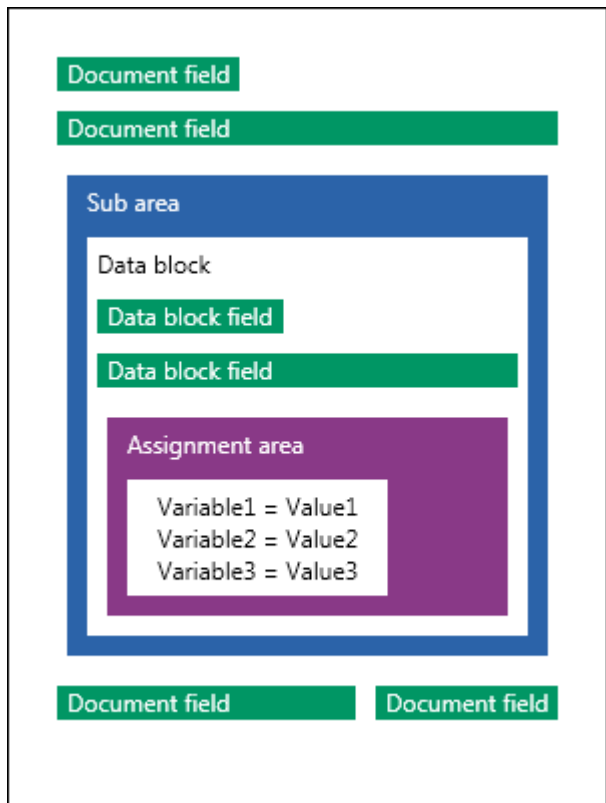 Document field
Document field
Sub area
Data block
Data block field
Data block field
Assignment area
Variable1 = Value1
Variable2 = Value2
Variable3 = Value3
Document field Document field